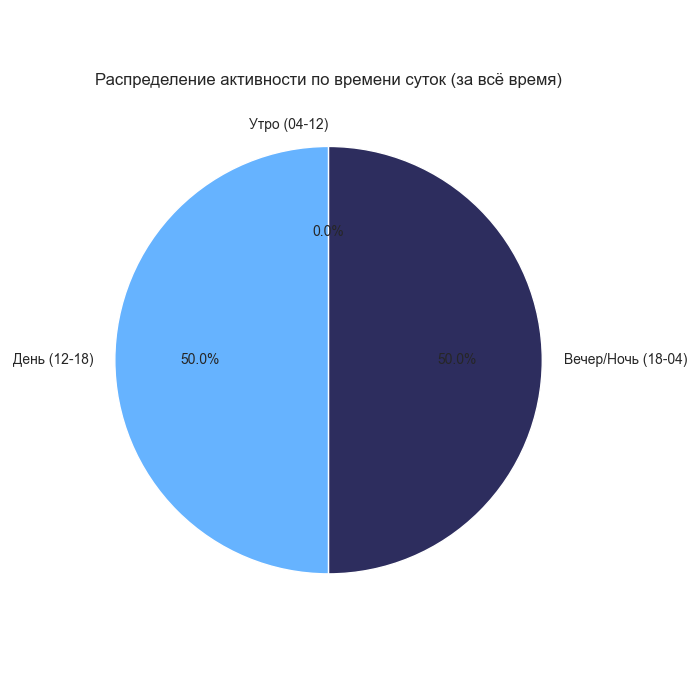 Распределение активности по времени суток (за всё время)
Утро (04-12)
0.0%
День (12-18)
50.0%
50.0%
Вечер/Ночь (18-04)